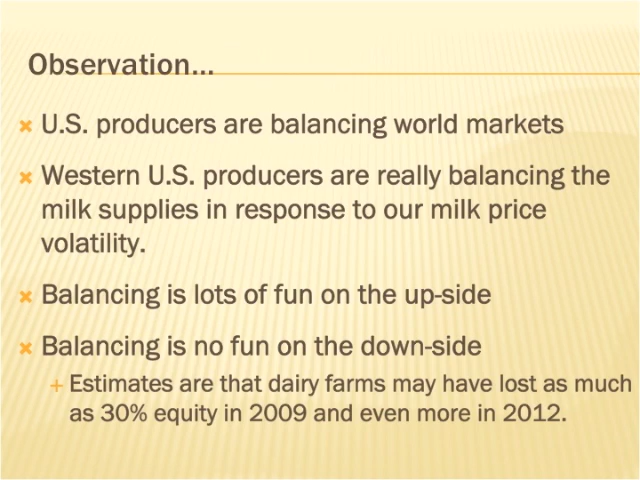 Observation...
U.S. producers are balancing world markets
Western U.S. producers are really balancing the
milk supplies in response to our milk price
volatility.
Balancing is lots of fun on the up-side
Balancing is no fun on the down-side
Estimates are that dairy farms may have lost as much
as 30% equity in 2009 and even more in 2012.